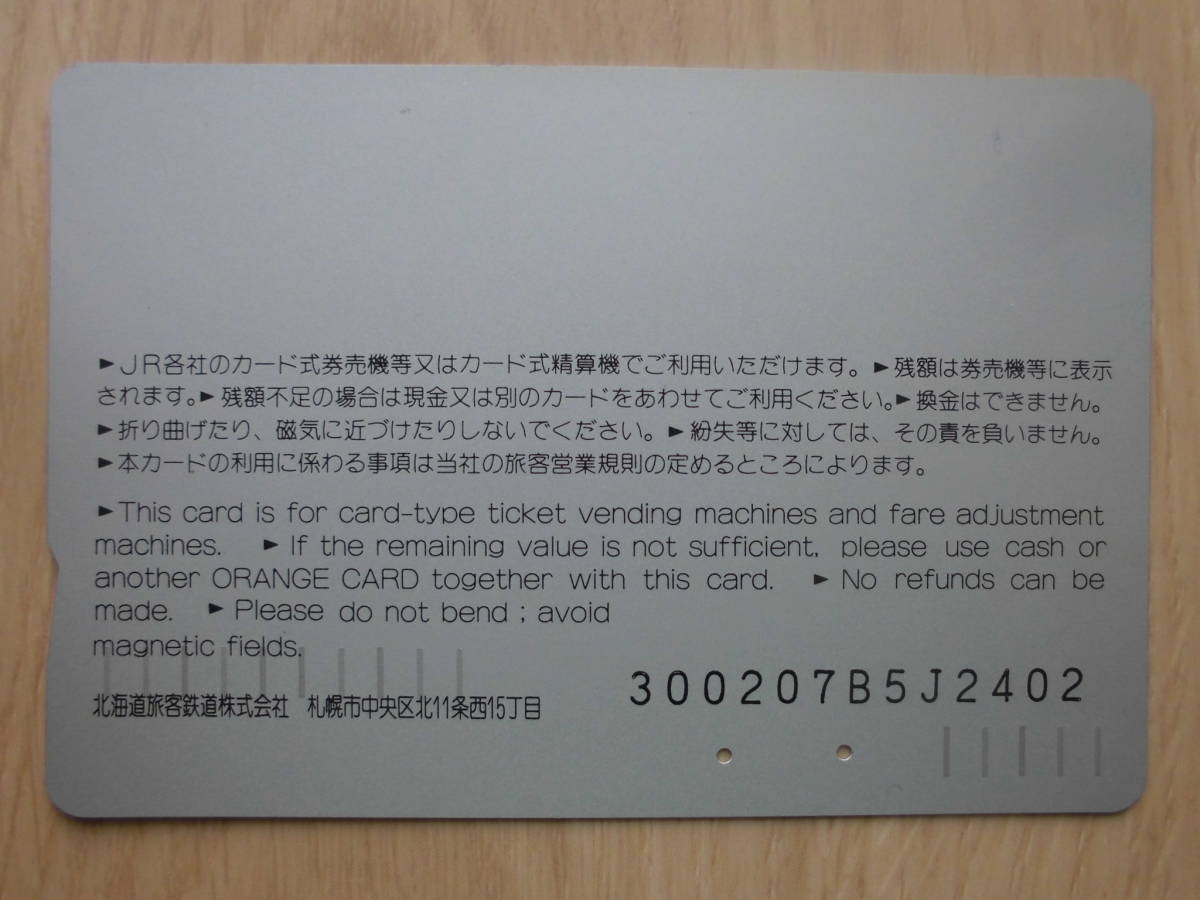 ►JR各社のカード式券売機等又はカード式精算機でご利用いただけます。►残額は券売機等に表示
されます。►残額不足の場合は現金又は別のカードをあわせてご利用ください。►換金はできません。
►折り曲げたり、磁気に近づけたりしないでください。►紛失等に対しては、その責を負いません。
►本カードの利用に係わる事項は当社の旅客営業規則の定めるところによります。
►This card is for card-type ticket vending machines and fare adjustment
machines. ►If the remaining value is not sufficient, please use cash or
another ORANGE CARD together with this card. ►No refunds can be
made. ►Please do not bend ; avoid
magnetic fields.
300207B5J2402
北海道旅客鉄道株式会社 札幌市中央区北11条西15丁目